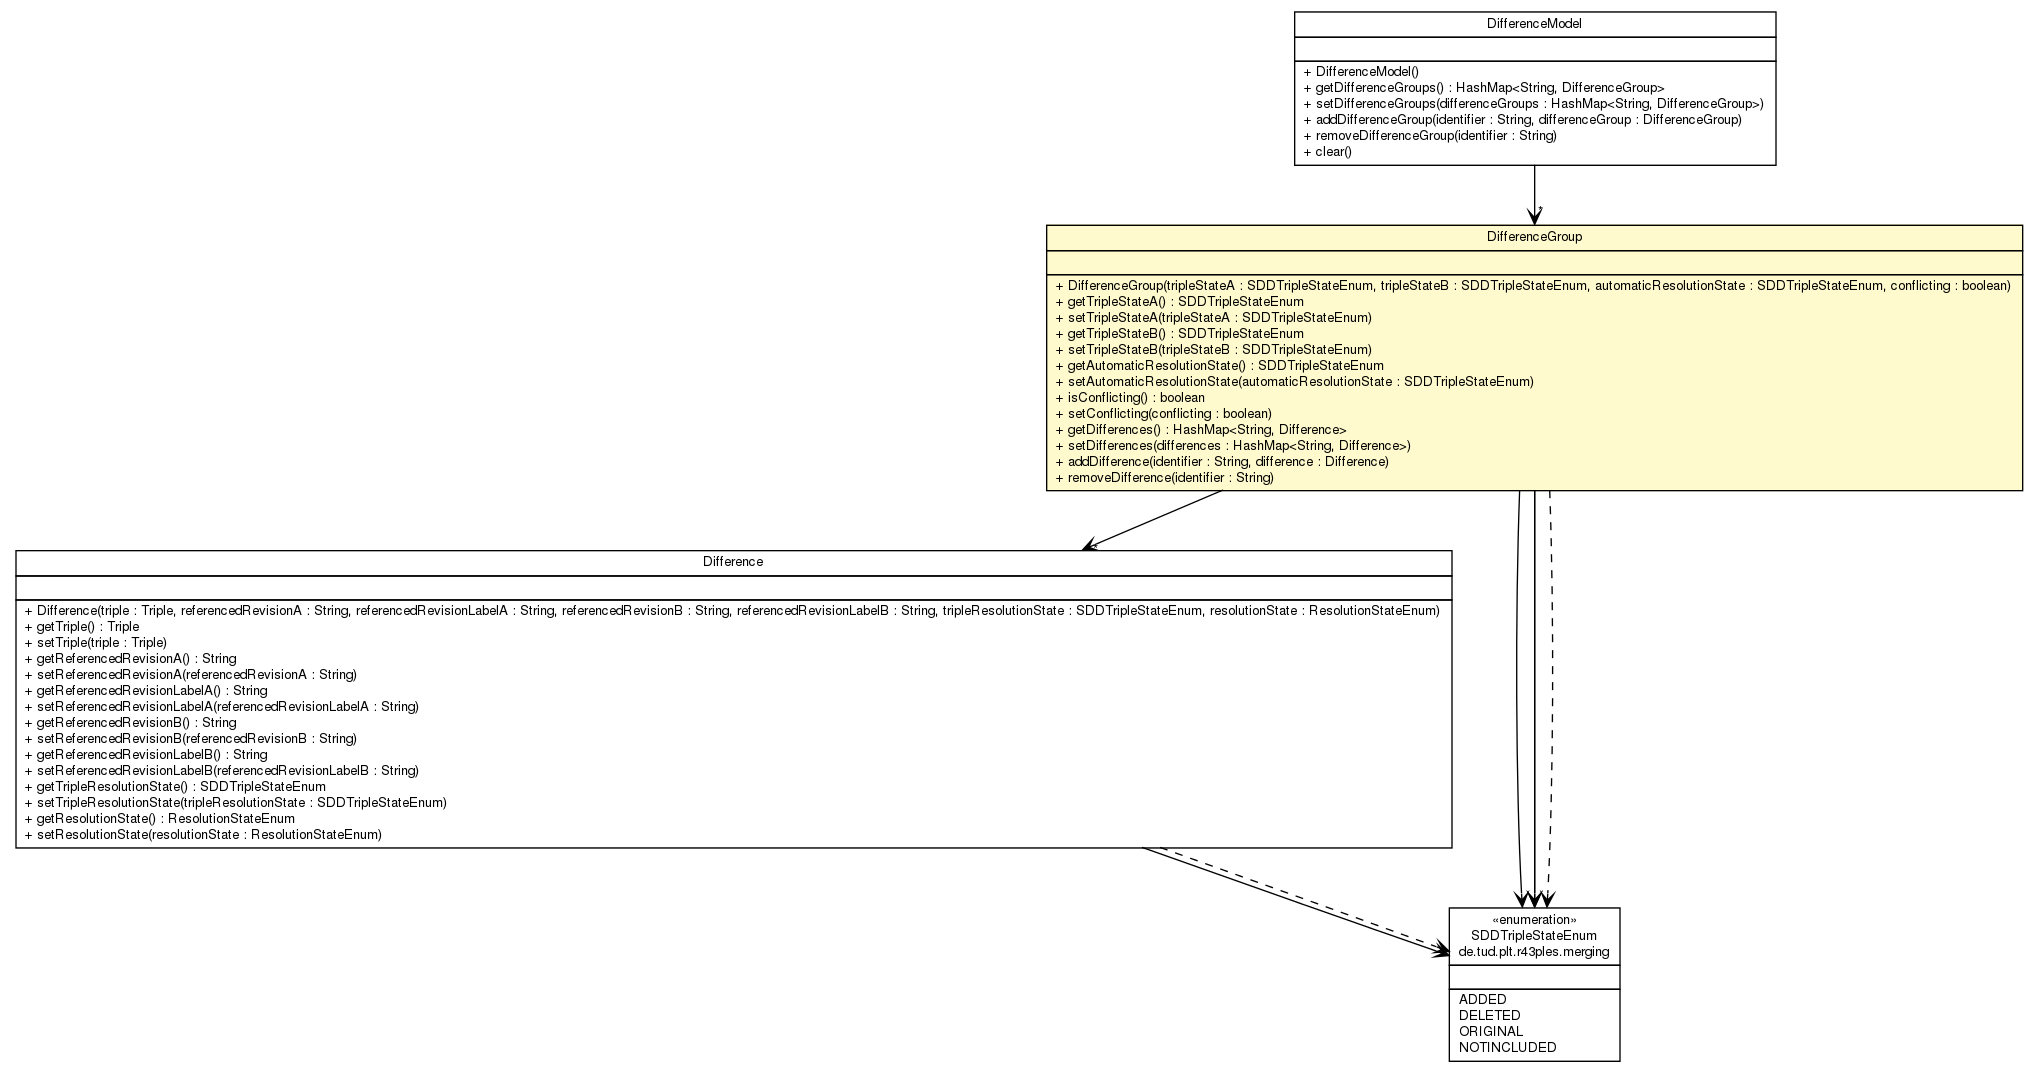 DifferenceModel
+ DifferenceModel()
+ getDifferenceGroups() : HashMap<String, DifferenceGroup>
+ setDifferenceGroups(differenceGroups : HashMap<String, DifferenceGroup>)
+ addDifferenceGroup(identifier : String, differenceGroup : DifferenceGroup)
+ removeDifferenceGroup(identifier : String)
+ clear()
*
DifferenceGroup
+ DifferenceGroup(tripleStateA : SDDTripleStateEnum, tripleStateB : SDDTripleStateEnum, automaticResolutionState : SDDTripleStateEnum, conflicting : boolean)
+ getTripleStateA() : SDDTripleStateEnum
+ setTripleStateA(tripleStateA : SDDTripleStateEnum)
+ getTripleStateB() : SDDTripleStateEnum
+ setTripleStateB(tripleStateB : SDDTripleStateEnum)
+ getAutomaticResolutionState() : SDDTripleStateEnum
+ setAutomaticResolutionState(automaticResolutionState : SDDTripleStateEnum)
+ isConflicting() : boolean
+ setConflicting(conflicting : boolean)
+ getDifferences() : HashMap<String, Difference>
+ setDifferences(differences : HashMap<String, Difference>)
+ addDifference(identifier : String, difference : Difference)
+ removeDifference(identifier : String)
*
Difference
+ Difference(triple : Triple, referencedRevisionA : String, referencedRevisionLabelA : String, referencedRevisionB : String, referencedRevisionLabelB : String, tripleResolutionState : SDDTripleStateEnum, resolutionState : ResolutionStateEnum)
+ getTriple() : Triple
+ setTriple(triple : Triple)
+ getReferencedRevisionA() : String
+ setReferencedRevisionA(referencedRevisionA : String)
+ getReferencedRevisionLabelA() : String
+ setReferencedRevisionLabelA(referencedRevisionLabelA : String)
+ getReferencedRevisionB() : String
+ setReferencedRevisionB(referencedRevisionB : String)
+ getReferencedRevisionLabelB() : String
+ setReferencedRevisionLabelB(referencedRevisionLabelB : String)
+ getTripleResolutionState() : SDDTripleStateEnum
+ setTripleResolutionState(tripleResolutionState : SDDTripleStateEnum)
+ getResolutionState() : ResolutionStateEnum
+ setResolutionState(resolutionState : ResolutionStateEnum)
«enumeration»
SDDTripleStateEnum
de.tud.plt.r43ples.merging
ADDED
DELETED
ORIGINAL
NOTINCLUDED